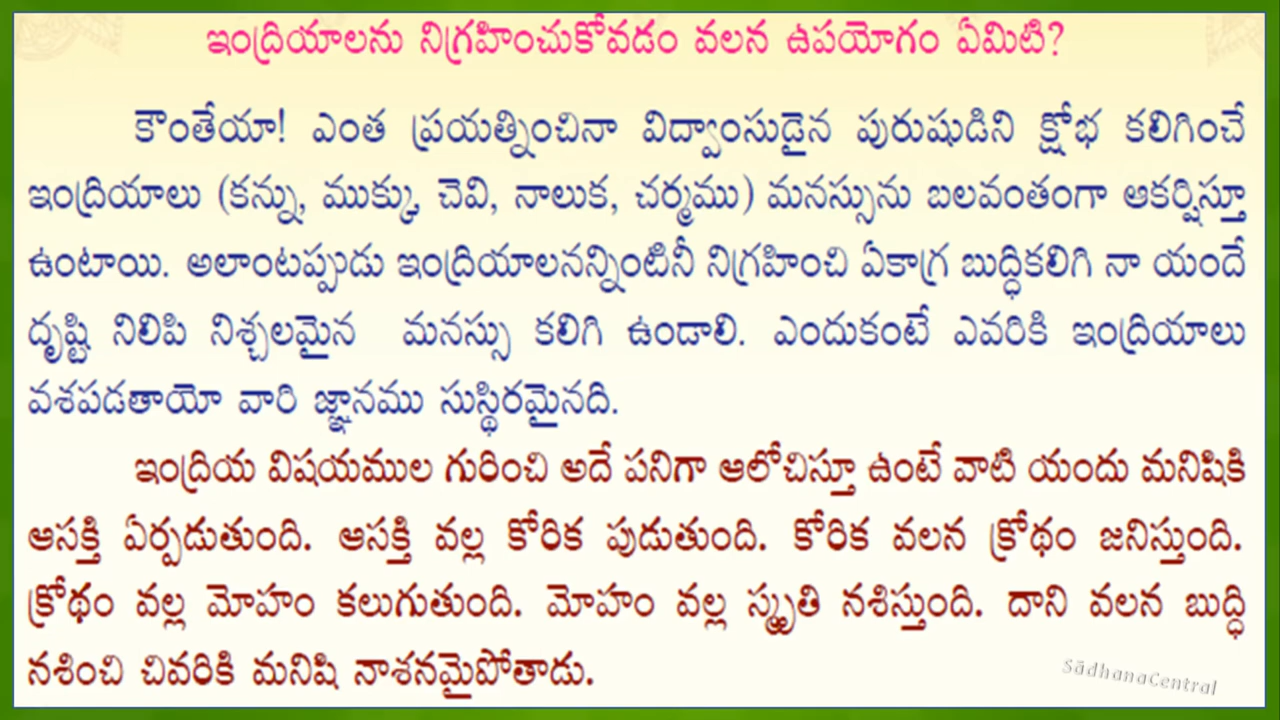 ఇంద్రియాలను నిగ్రహించుకోవడం వలన ఉపయోగం ఏమిటి?
కౌంతేయా! ఎంత ప్రయత్నించినా విద్వాంసుడైన పురుషుడిని క్షోభ కలిగించే
ఇంద్రియాలు (కన్ను, ముక్కు, చెవి, నాలుక, చర్మము) మనస్సును బలవంతంగా ఆకర్షిస్తూ
ఉంటాయి. అలాంటప్పుడు ఇంద్రియాలనన్నింటినీ నిగ్రహించి ఏకాగ్ర బుద్ధికలిగి నా యందే
దృష్టి నిలిపి నిశ్చలమైన మనస్సు కలిగి ఉండాలి. ఎందుకంటే ఎవరికి ఇంద్రియాలు
వశపడతాయో వారి జ్ఞానము సుస్థిరమైనది.
ఇంద్రియ విషయముల గురించి అదే పనిగా ఆలోచిస్తూ ఉంటే వాటి యందు మనిషికి
ఆసక్తి ఏర్పడుతుంది. ఆసక్తి వల్ల కోరిక పుడుతుంది. కోరిక వలన క్రోథం జనిస్తుంది.
క్రోథం వల్ల మోహం కలుగుతుంది. మోహం వల్ల స్మృతి నశిస్తుంది. దాని వలన బుద్ధి
నశించి చివరికి మనిషి నాశనమైపోతాడు.
SādhanaCentral